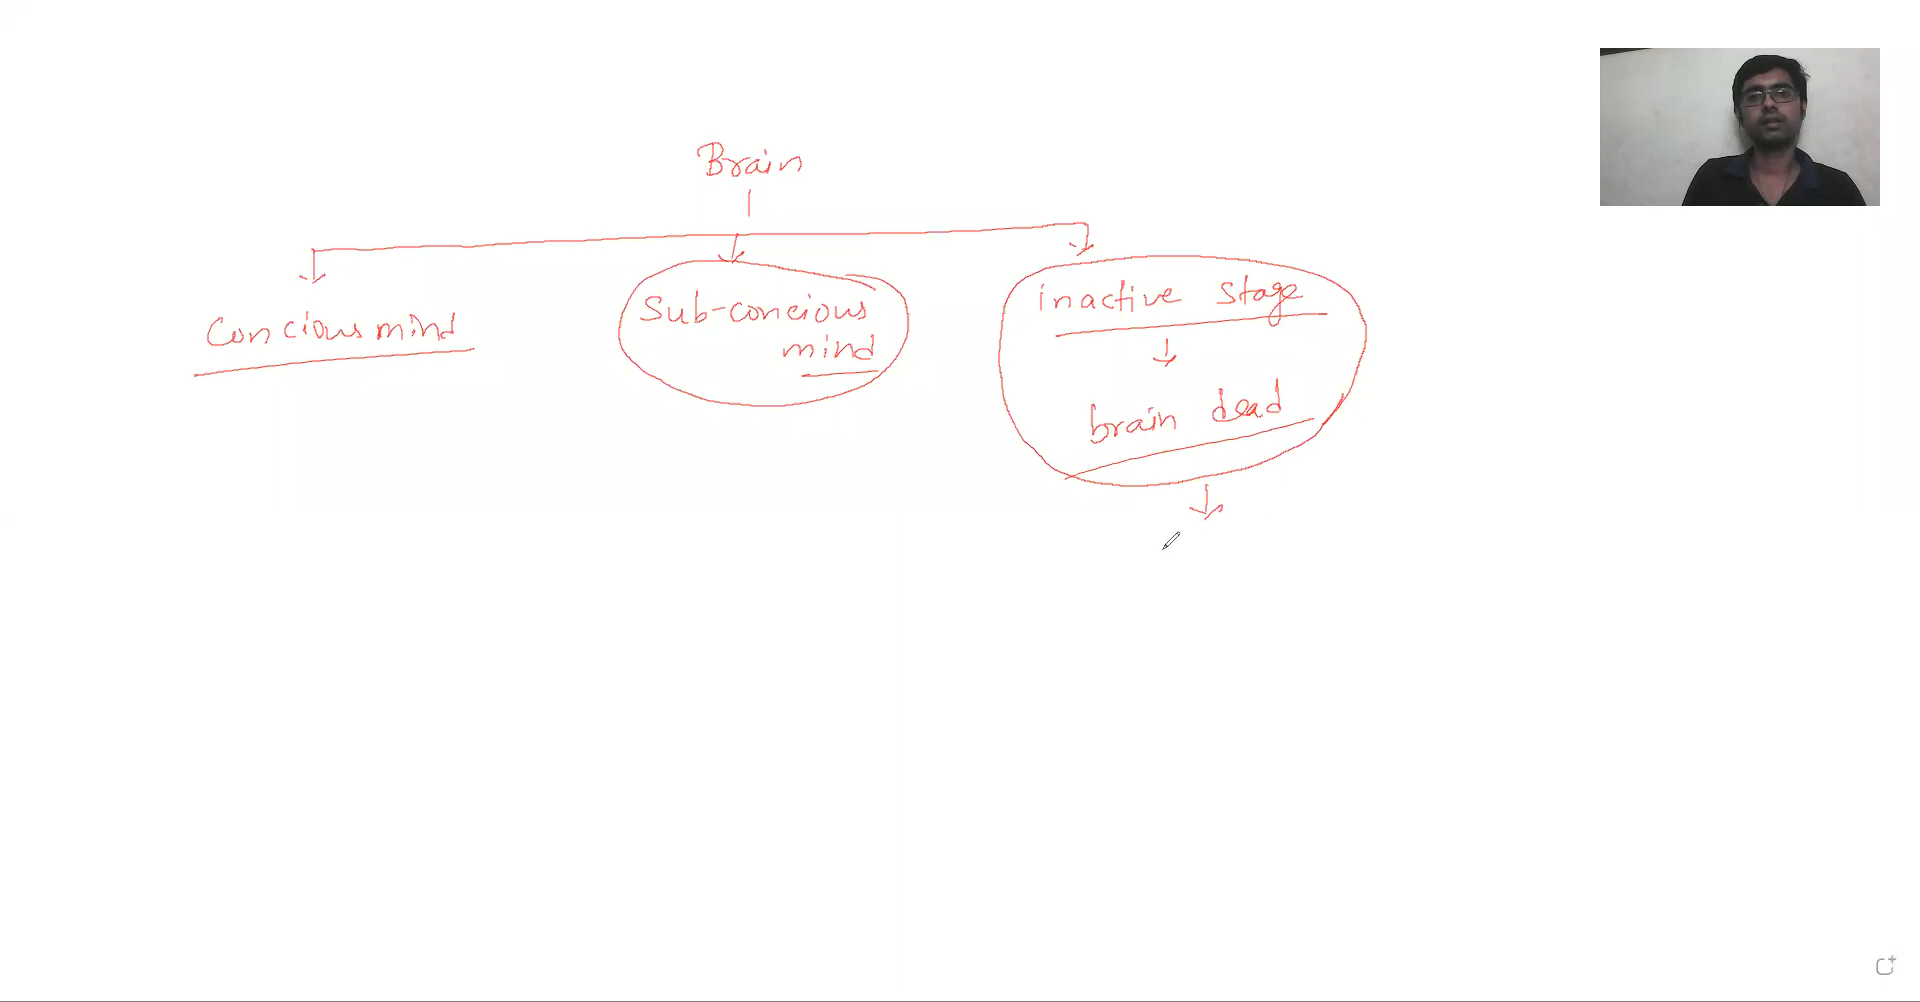 Brain
Concious mind
Sub-concious
mind
inactive stage
brain dead